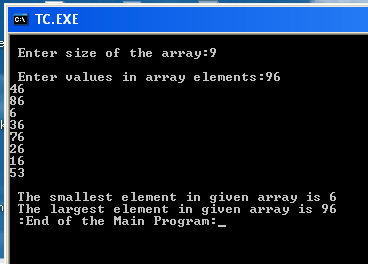 TC.EXE
Enter size of the array:9
Enter values in array elements:96
46
86
6
36
76
26
16
53
The smallest element in given array is 6
The largest element in given array is 96
:End of the Main Program:_